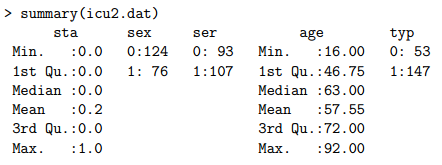 > summary(icu2.dat)
sta sex ser age typ
Min. :0.0 0:124 0: 93 Min. :16.00 0: 53
1st Qu.:0.0 1: 76 1:107 1st Qu.:46.75 1:147
Median :0.0 Median :63.00
Mean :0.2 Mean :57.55
3rd Qu.:0.0 3rd Qu.:72.00
Max. :1.0 Max. :92.00